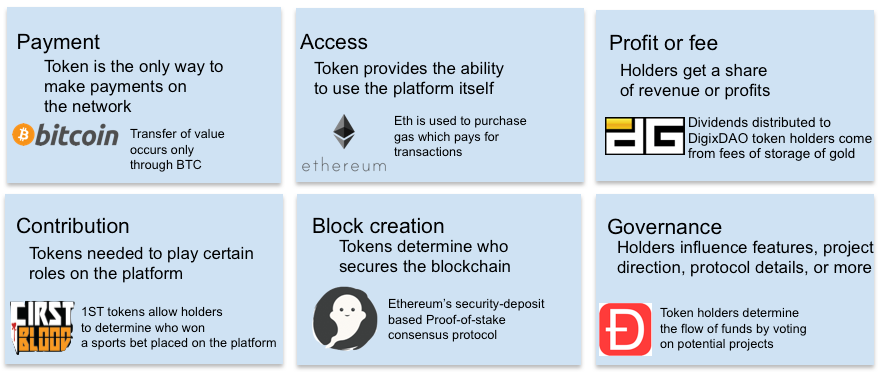 Payment
Token is the only way to
make payments on
the network
bitcoin
Transfer of value
occurs only
through BTC
Access
Token provides the ability
to use the platform itself
ethereum
Eth is used to purchase
gas which pays for
transactions
Profit or fee
Holders get a share
of revenue or profits
DG
Dividends distributed to
DigixDAO token holders come
from fees of storage of gold
Contribution
Tokens needed to play certain
roles on the platform
FIRST
BLOOD
1ST tokens allow holders
to determine who won
a sports bet placed on the platform
Block creation
Tokens determine who
secures the blockchain
Ethereum's security-deposit
based Proof-of-stake
consensus protocol
Governance
Holders influence features, project
direction, protocol details, or more
Đ
Token holders determine
the flow of funds by voting
on potential projects